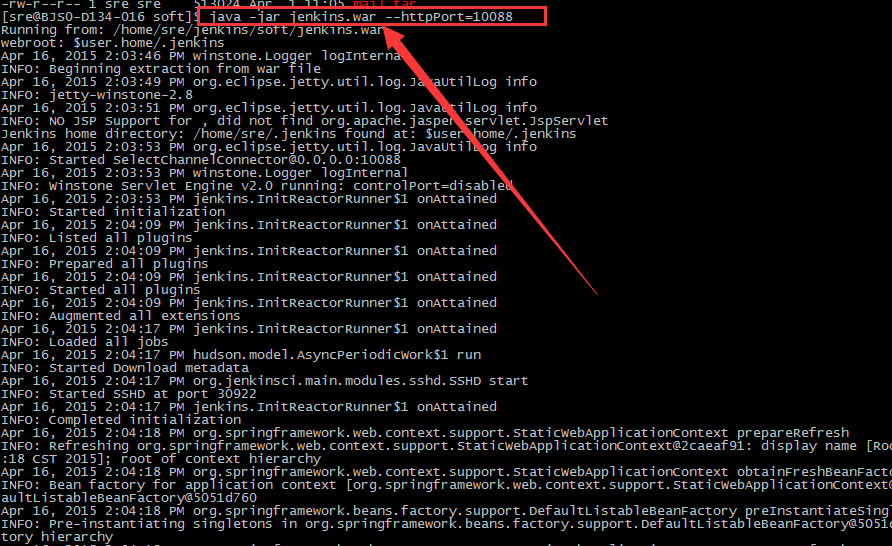 -rw-r--r-- 1 sre sre    513024 Apr  1 11:05 mail.tar
[sre@BJSO-D134-016 soft]$ java -jar jenkins.war --httpPort=10088
Running from: /home/sre/jenkins/soft/jenkins.war
webroot: $user.home/.jenkins
Apr 16, 2015 2:03:46 PM winstone.Logger logInternal
INFO: Beginning extraction from war file
Apr 16, 2015 2:03:49 PM org.eclipse.jetty.util.log.JavaUtilLog info
INFO: jetty-winstone-2.8
Apr 16, 2015 2:03:51 PM org.eclipse.jetty.util.log.JavaUtilLog info
INFO: NO JSP Support for , did not find org.apache.jasper.servlet.JspServlet
Jenkins home directory: /home/sre/.jenkins found at: $user.home/.jenkins
Apr 16, 2015 2:03:53 PM org.eclipse.jetty.util.log.JavaUtilLog info
INFO: Started SelectChannelConnector@0.0.0.0:10088
Apr 16, 2015 2:03:53 PM winstone.Logger logInternal
INFO: Winstone Servlet Engine v2.0 running: controlPort=disabled
Apr 16, 2015 2:03:53 PM jenkins.InitReactorRunner$1 onAttained
INFO: Started initialization
Apr 16, 2015 2:04:09 PM jenkins.InitReactorRunner$1 onAttained
INFO: Listed all plugins
Apr 16, 2015 2:04:09 PM jenkins.InitReactorRunner$1 onAttained
INFO: Prepared all plugins
Apr 16, 2015 2:04:09 PM jenkins.InitReactorRunner$1 onAttained
INFO: Started all plugins
Apr 16, 2015 2:04:09 PM jenkins.InitReactorRunner$1 onAttained
INFO: Augmented all extensions
Apr 16, 2015 2:04:17 PM jenkins.InitReactorRunner$1 onAttained
INFO: Loaded all jobs
Apr 16, 2015 2:04:17 PM hudson.model.AsyncPeriodicWork$1 run
INFO: Started Download metadata
Apr 16, 2015 2:04:17 PM org.jenkinsci.main.modules.sshd.SSHD start
INFO: Started SSHD at port 30922
Apr 16, 2015 2:04:17 PM jenkins.InitReactorRunner$1 onAttained
INFO: Completed initialization
Apr 16, 2015 2:04:18 PM org.springframework.web.context.support.StaticWebApplicationContext prepareRefresh
INFO: Refreshing org.springframework.web.context.support.StaticWebApplicationContext@2caeaf91: display name [Roo
:18 CST 2015]; root of context hierarchy
Apr 16, 2015 2:04:18 PM org.springframework.web.context.support.StaticWebApplicationContext obtainFreshBeanFacto
INFO: Bean factory for application context [org.springframework.web.context.support.StaticWebApplicationContext@
aultListableBeanFactory@5051d760
Apr 16, 2015 2:04:18 PM org.springframework.beans.factory.support.DefaultListableBeanFactory preInstantiateSingl
INFO: Pre-instantiating singletons in org.springframework.beans.factory.support.DefaultListableBeanFactory@5051d
tory hierarchy